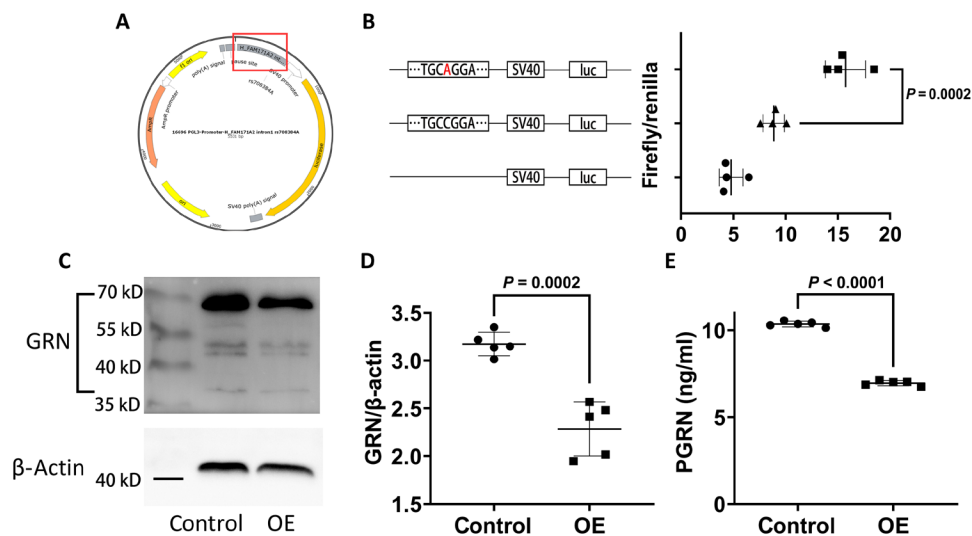 A
H_FAM171A2 int
f1 ori
poly(A) signal
pause site
SV40 promoter
rs708384A
AmpR promoter
AmpR
16696 PGL3-Promoter-H_FAM171A2 intron1 rs708384A
luciferase
ori
SV40 poly(A) signal
B
···TGCAGGA···
SV40
luc
···TGCCGGA···
SV40
luc
SV40
luc
Firefly/renilla
P = 0.0002
0 5 10 15 20
C
GRN
70 kD
55 kD
40 kD
35 kD
β-Actin
40 kD
Control OE
D
P = 0.0002
GRN/β-actin
3.5
3.0
2.5
2.0
1.5
Control OE
E
P < 0.0001
PGRN (ng/ml)
10
5
0
Control OE